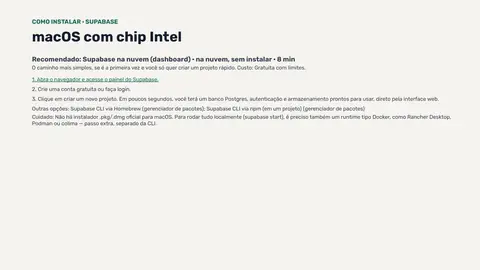 COMO INSTALAR · SUPABASE
macOS com chip Intel
Recomendado: Supabase na nuvem (dashboard) · na nuvem, sem instalar · 8 min
O caminho mais simples, se é a primeira vez e você só quer criar um projeto rápido. Custo: Gratuita com limites.
1. Abra o navegador e acesse o painel do Supabase.
2. Crie uma conta gratuita ou faça login.
3. Clique em criar um novo projeto. Em poucos segundos, você terá um banco Postgres, autenticação e armazenamento prontos para usar, direto pela interface web.
Outras opções: Supabase CLI via Homebrew (gerenciador de pacotes); Supabase CLI via npm (em um projeto) (gerenciador de pacotes)
Cuidado: Não há instalador .pkg/.dmg oficial para macOS. Para rodar tudo localmente (supabase start), é preciso também um runtime tipo Docker, como Rancher Desktop,
Podman ou colima — passo extra, separado da CLI.